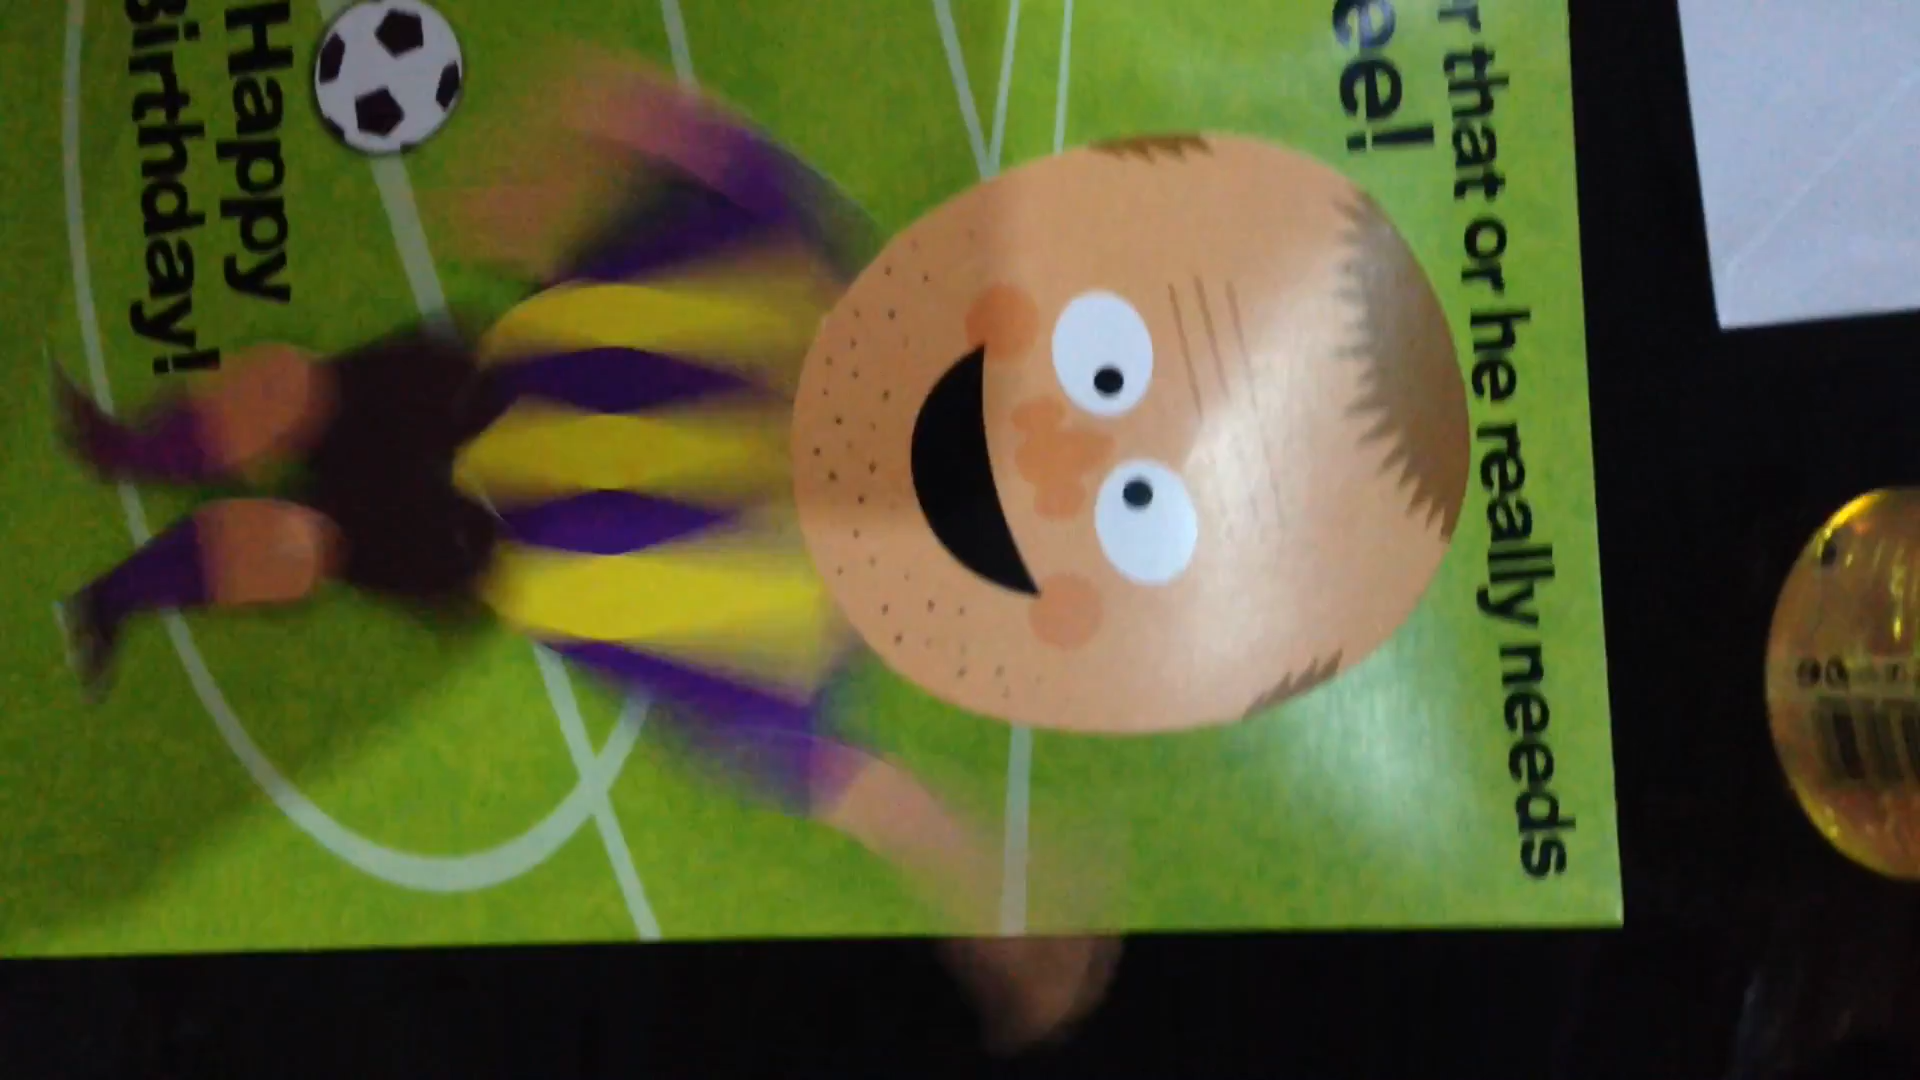 r that or he really needs
ee!
Happy
Birthday!